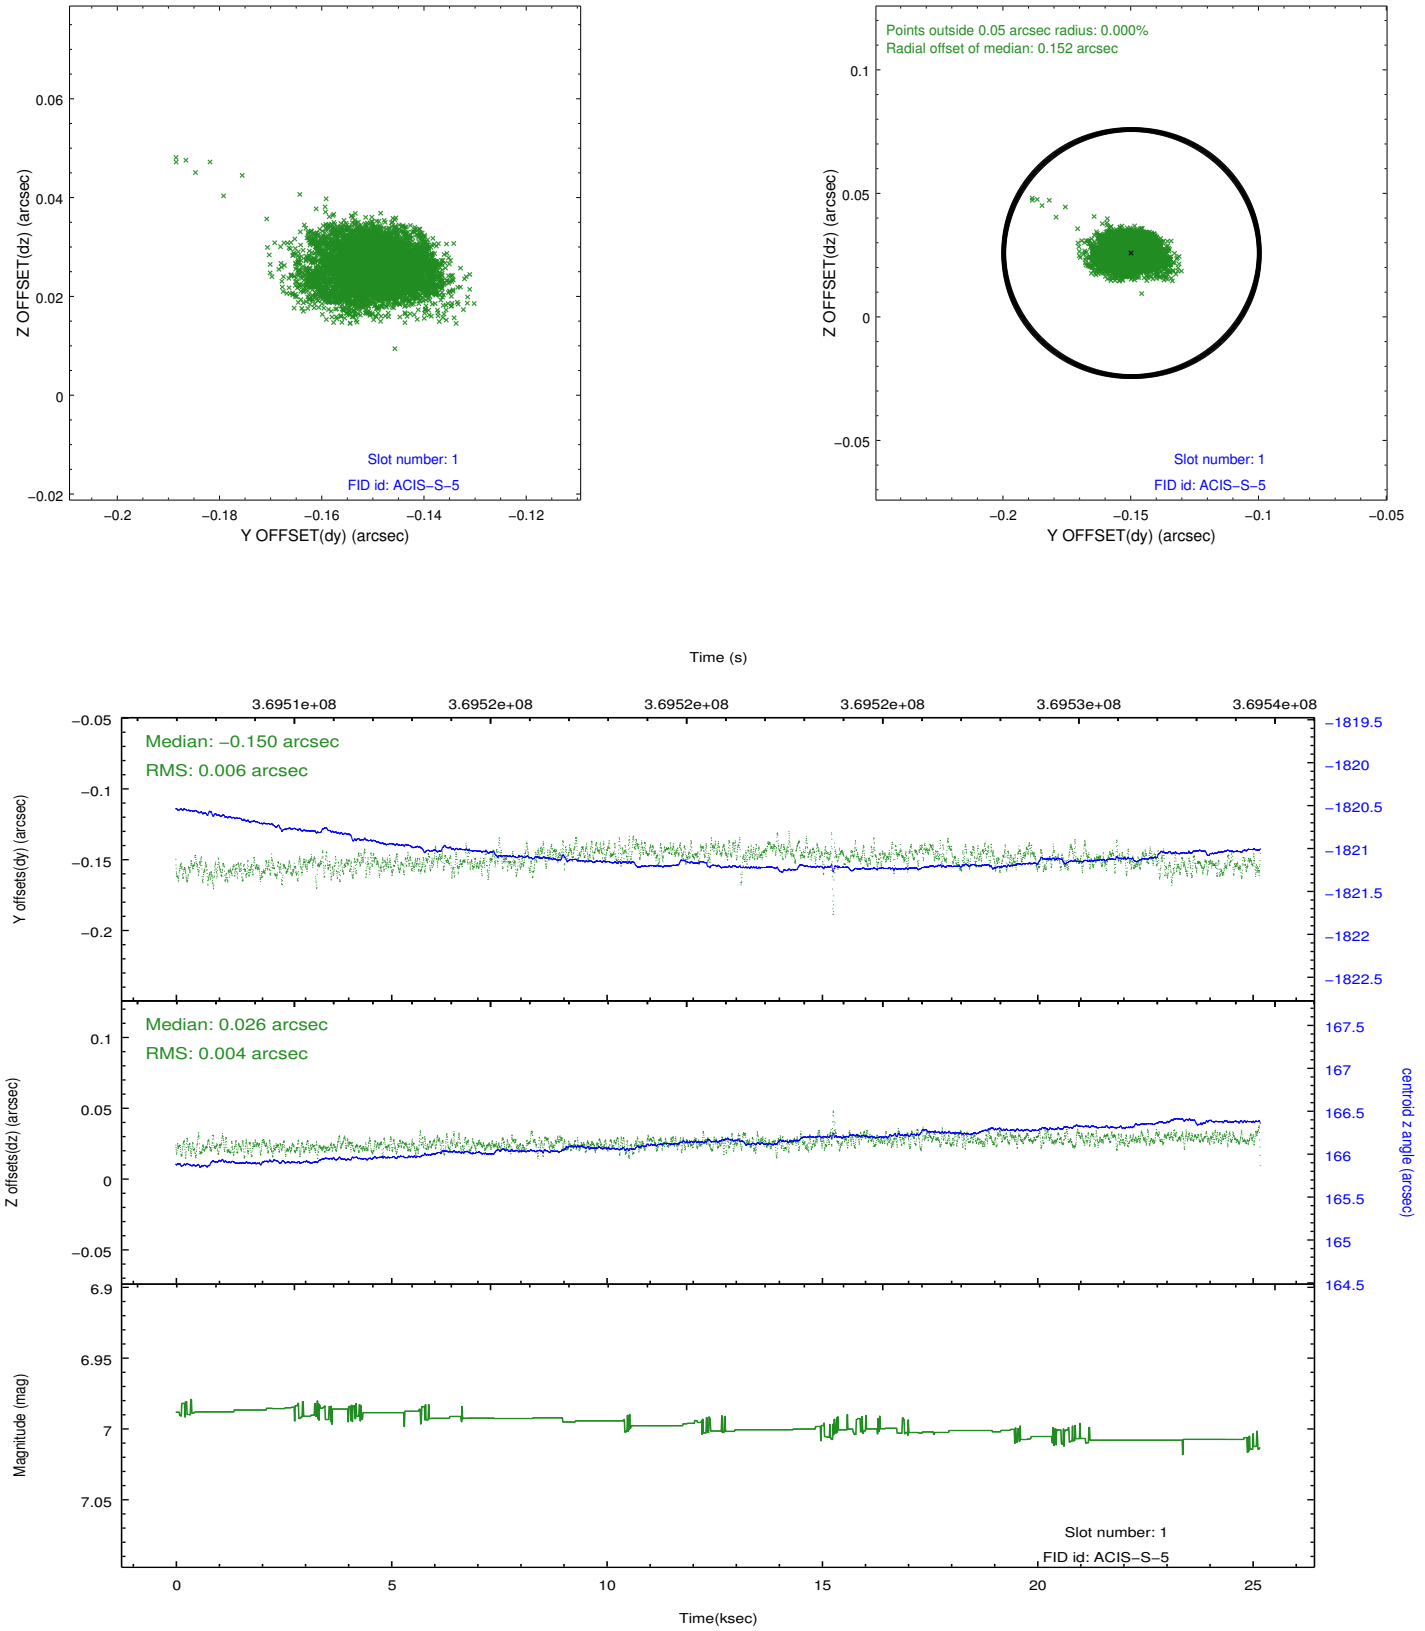 0.06
0.04
0.02
0
−0.02
Z OFFSET(dz) (arcsec)
Slot number: 1
FID id: ACIS−S−5
−0.2 −0.18 −0.16 −0.14 −0.12
Y OFFSET(dy) (arcsec)
Points outside 0.05 arcsec radius: 0.000%
Radial offset of median: 0.152 arcsec
0.1
0.05
0
−0.05
Z OFFSET(dz) (arcsec)
Slot number: 1
FID id: ACIS−S−5
−0.2 −0.15 −0.1 −0.05
Y OFFSET(dy) (arcsec)
Time (s)
3.6951e+08 3.6952e+08 3.6952e+08 3.6952e+08 3.6953e+08 3.6954e+08
−0.05
−0.1
−0.15
−0.2
Y offsets(dy) (arcsec)
Median: −0.150 arcsec
RMS: 0.006 arcsec
−1819.5
−1820
−1820.5
−1821
−1821.5
−1822
−1822.5
0.1
0.05
0
−0.05
Z offsets(dz) (arcsec)
Median: 0.026 arcsec
RMS: 0.004 arcsec
167.5
167
166.5
166
165.5
165
164.5
centroid z angle (arcsec)
6.9
6.95
7
7.05
Magnitude (mag)
Slot number: 1
FID id: ACIS−S−5
0 5 10 15 20 25
Time(ksec)